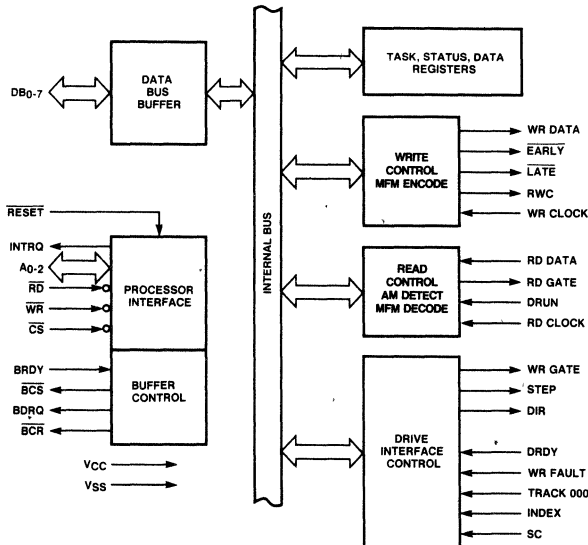 DB0-7
DATA
BUS
BUFFER
RESET
INTRQ
A0-2
RD
WR
CS
PROCESSOR
INTERFACE
BRDY
BCS
BDRQ
BCR
BUFFER
CONTROL
VCC
VSS
INTERNAL BUS
TASK, STATUS, DATA
REGISTERS
WRITE
CONTROL
MFM ENCODE
WR DATA
EARLY
LATE
RWC
WR CLOCK
READ
CONTROL
AM DETECT
MFM DECODE
RD DATA
RD GATE
DRUN
RD CLOCK
DRIVE
INTERFACE
CONTROL
WR GATE
STEP
DIR
DRDY
WR FAULT
TRACK 000
INDEX
SC